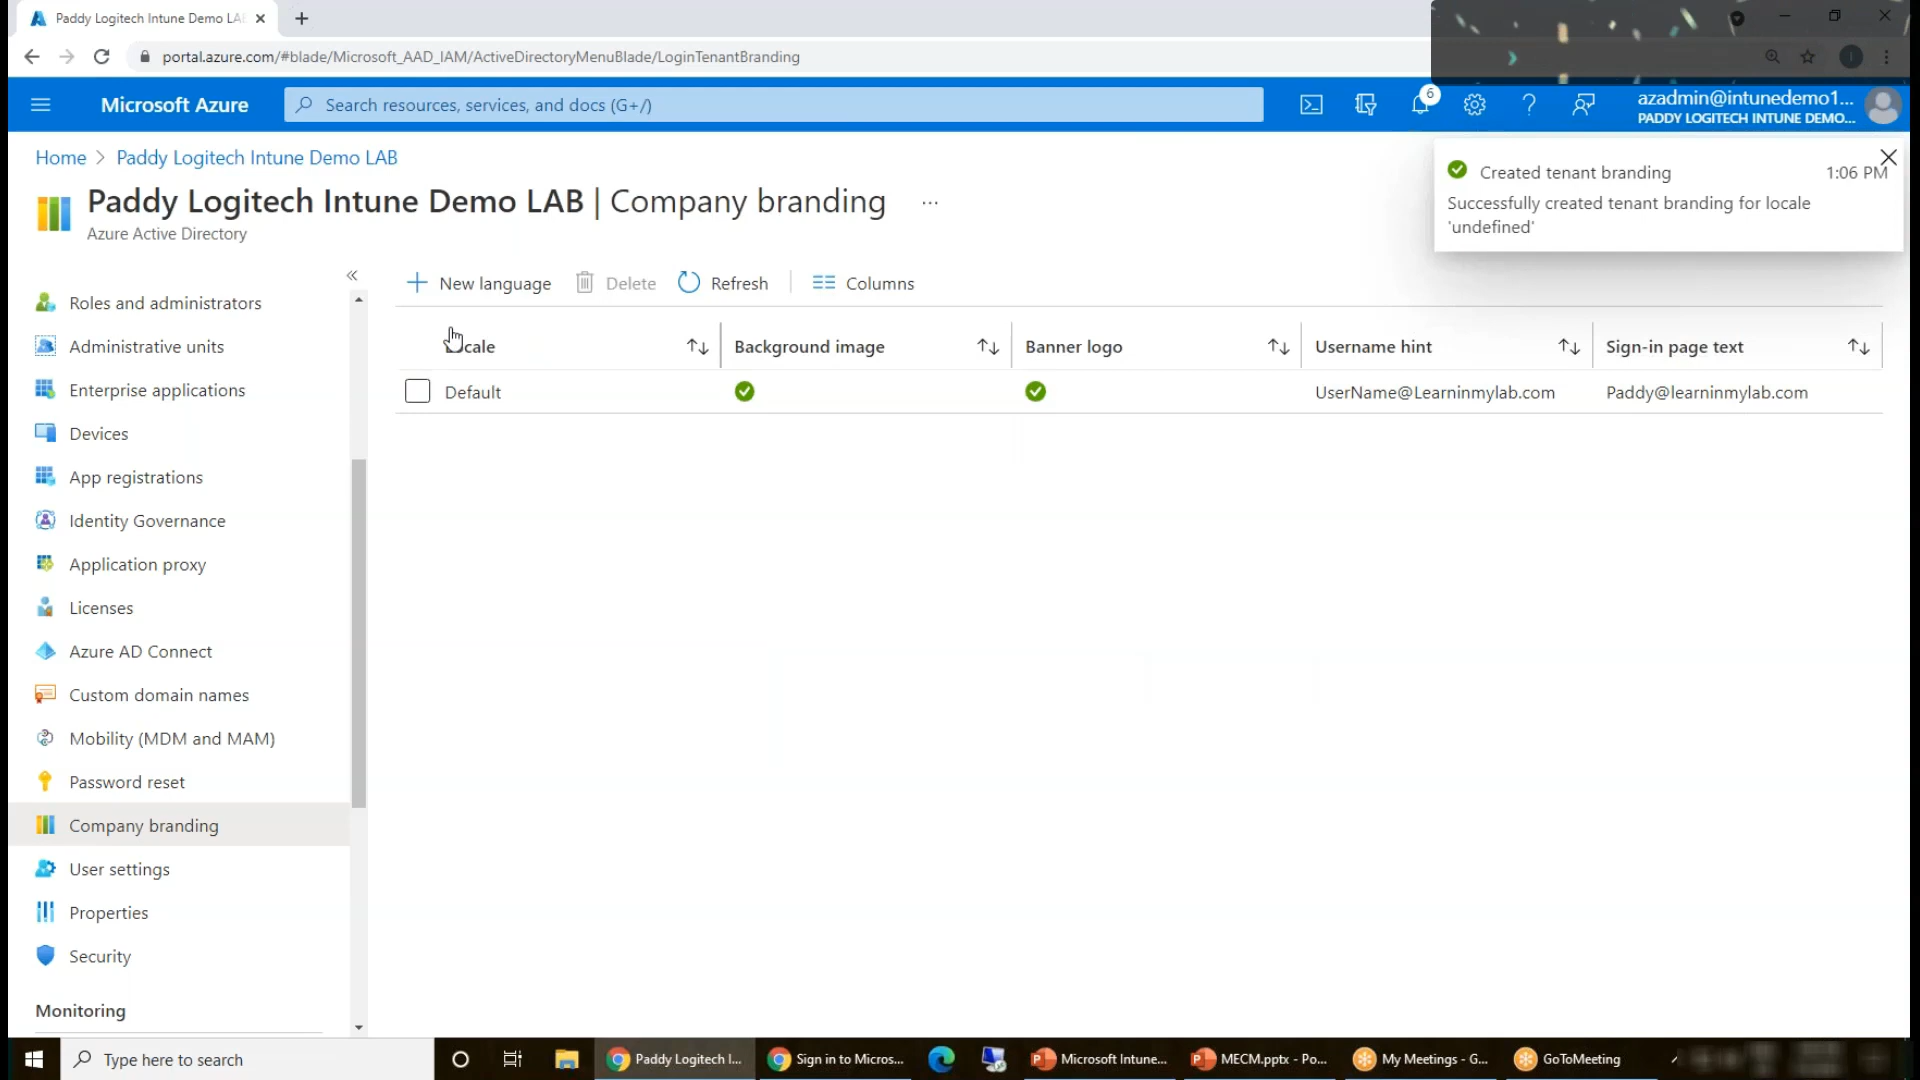 Paddy Logitech Intune Demo LA
portal.azure.com/#blade/Microsoft_AAD_IAM/ActiveDirectoryMenuBlade/LoginTenantBranding
Microsoft Azure
Search resources, services, and docs (G+/)
6
azadmin@intunedemo1...
PADDY LOGITECH INTUNE DEMO...
Home > Paddy Logitech Intune Demo LAB
Paddy Logitech Intune Demo LAB | Company branding ...
Azure Active Directory
Created tenant branding 1:06 PM
Successfully created tenant branding for locale
'undefined'
New language Delete Refresh Columns
Locale Background image Banner logo Username hint Sign-in page text
Default UserName@Learninmylab.com Paddy@learninmylab.com
Roles and administrators
Administrative units
Enterprise applications
Devices
App registrations
Identity Governance
Application proxy
Licenses
Azure AD Connect
Custom domain names
Mobility (MDM and MAM)
Password reset
Company branding
User settings
Properties
Security
Monitoring
Type here to search
Paddy Logitech I...
Sign in to Micros...
Microsoft Intune...
MECM.pptx - Po...
My Meetings - G...
GoToMeeting